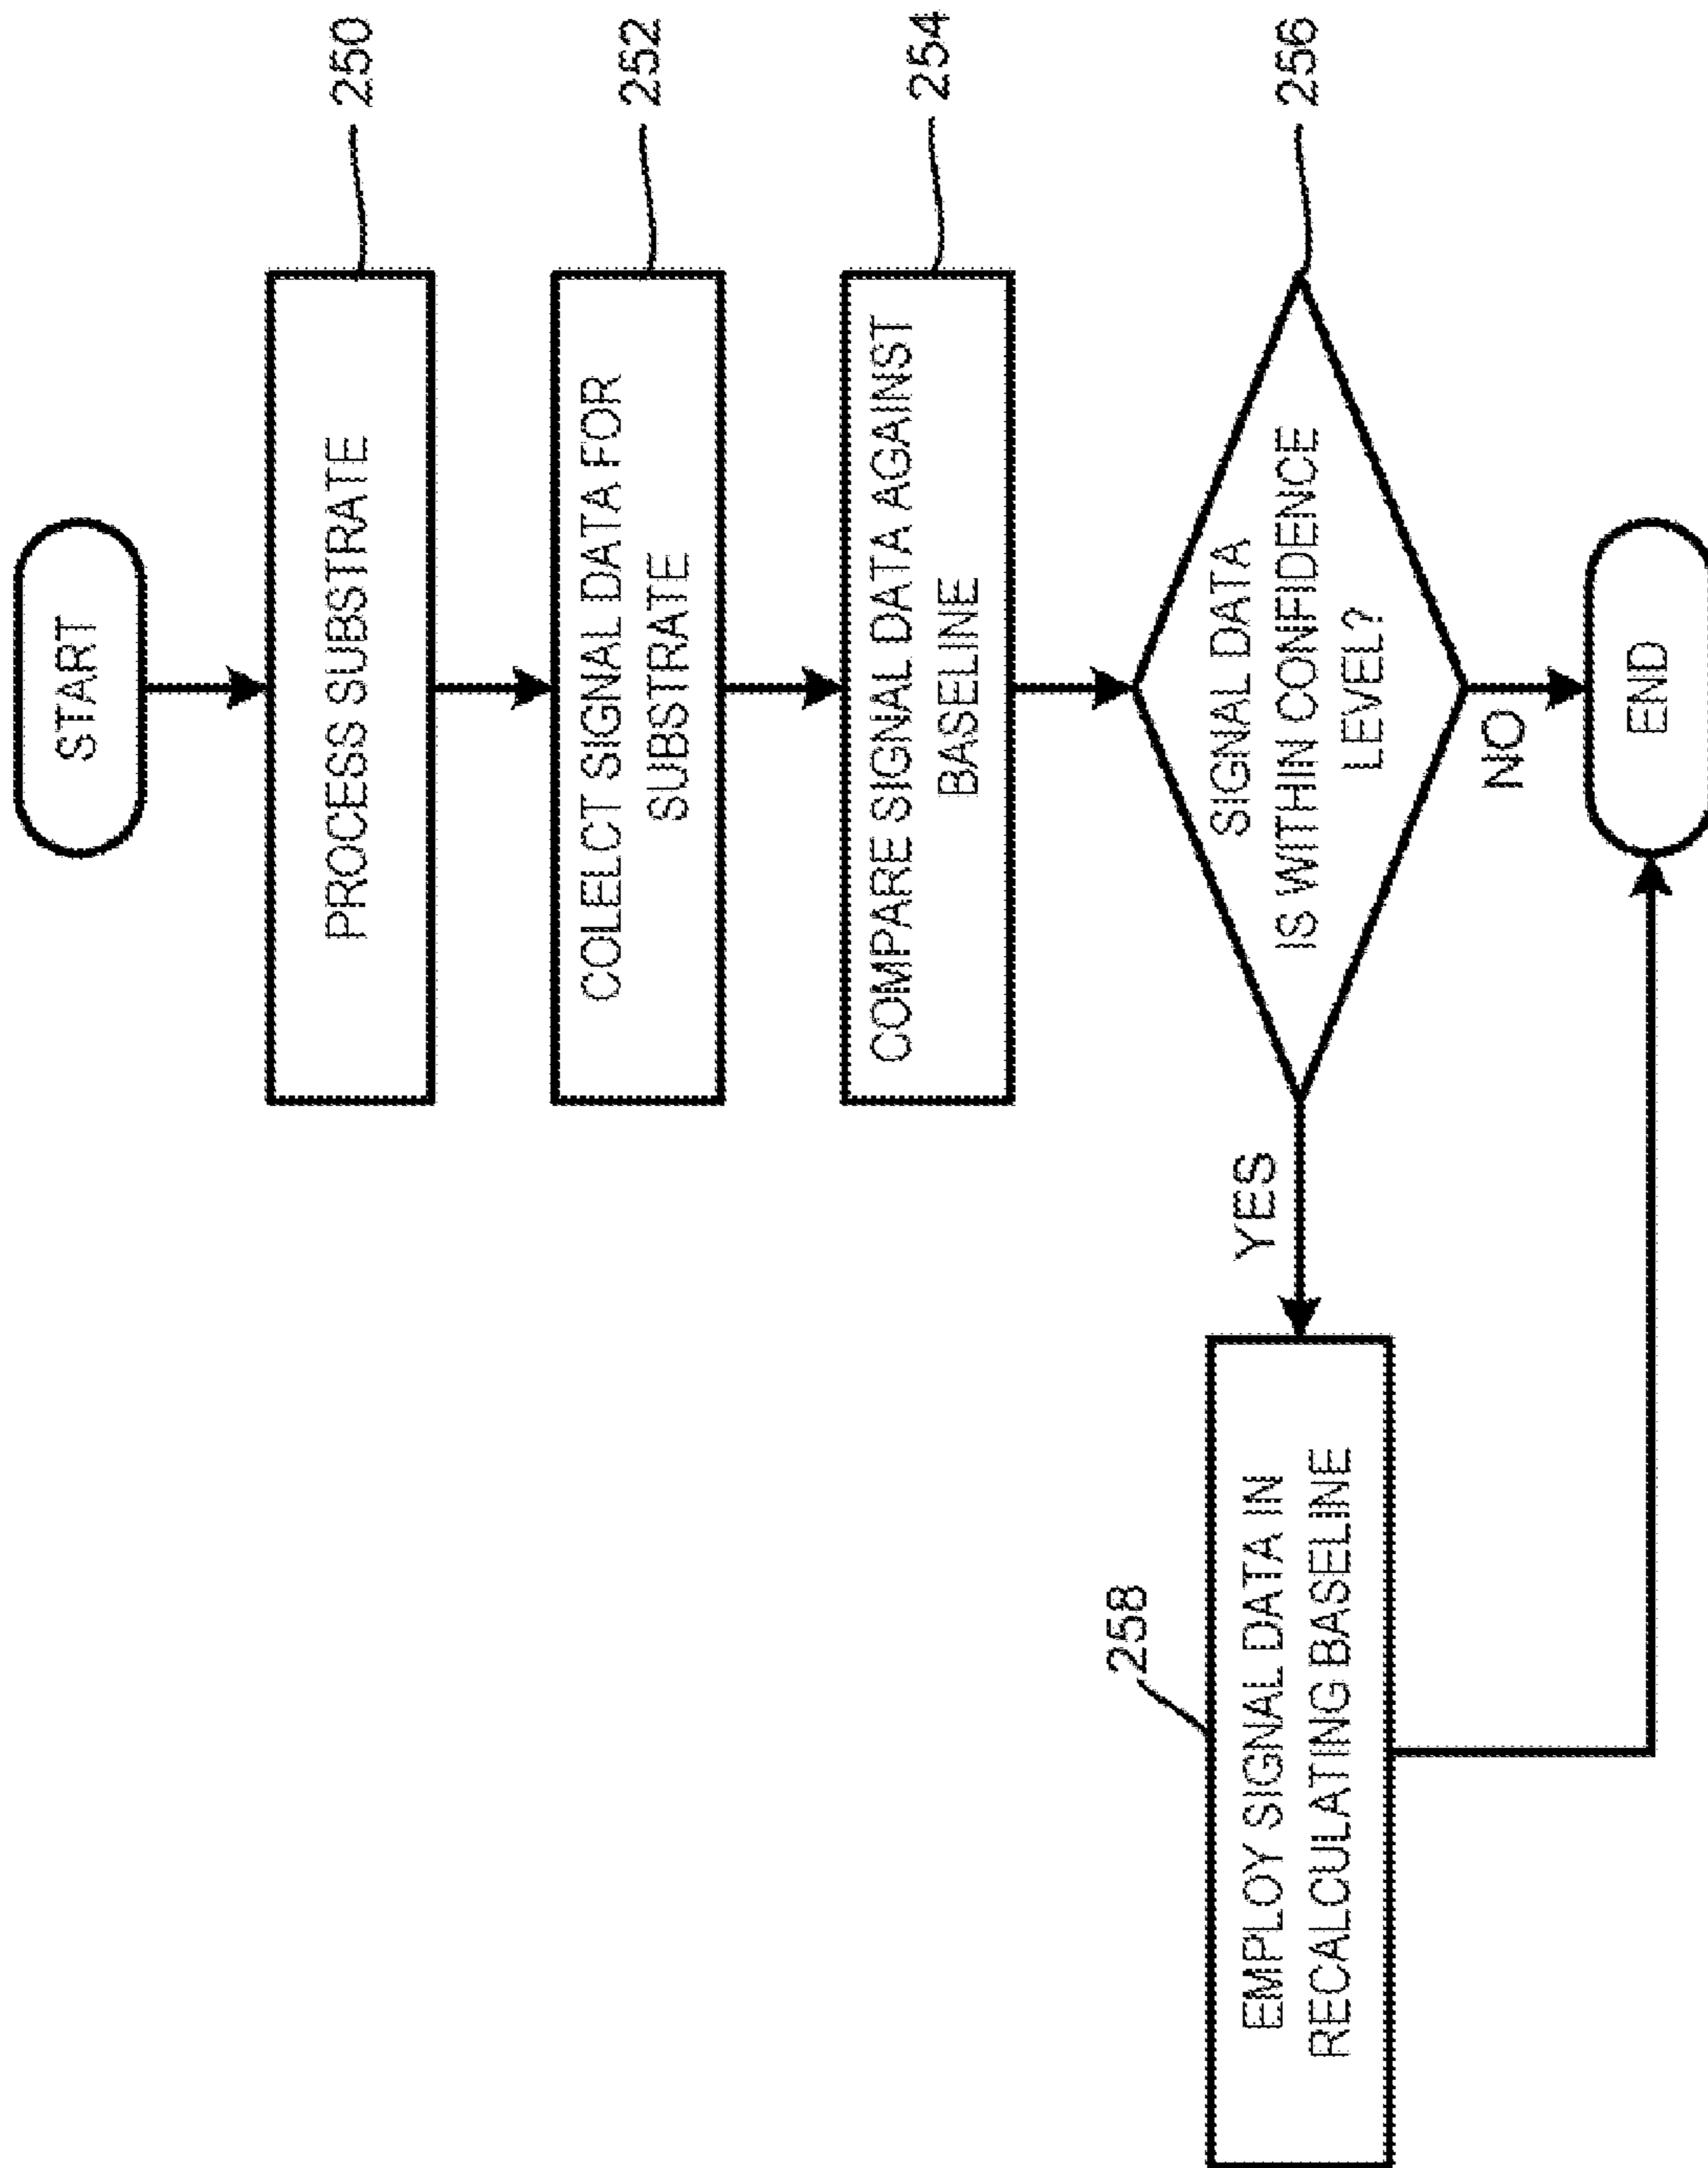 START
PROCESS SUBSTRATE
250
COLELCT SIGNAL DATA FOR
SUBSTRATE
252
COMPARE SIGNAL DATA AGAINST
BASELINE
254
SIGNAL DATA
IS WITHIN CONFIDENCE
LEVEL?
256
YES
NO
258
EMPLOY SIGNAL DATA IN
RECALCULATING BASELINE
END